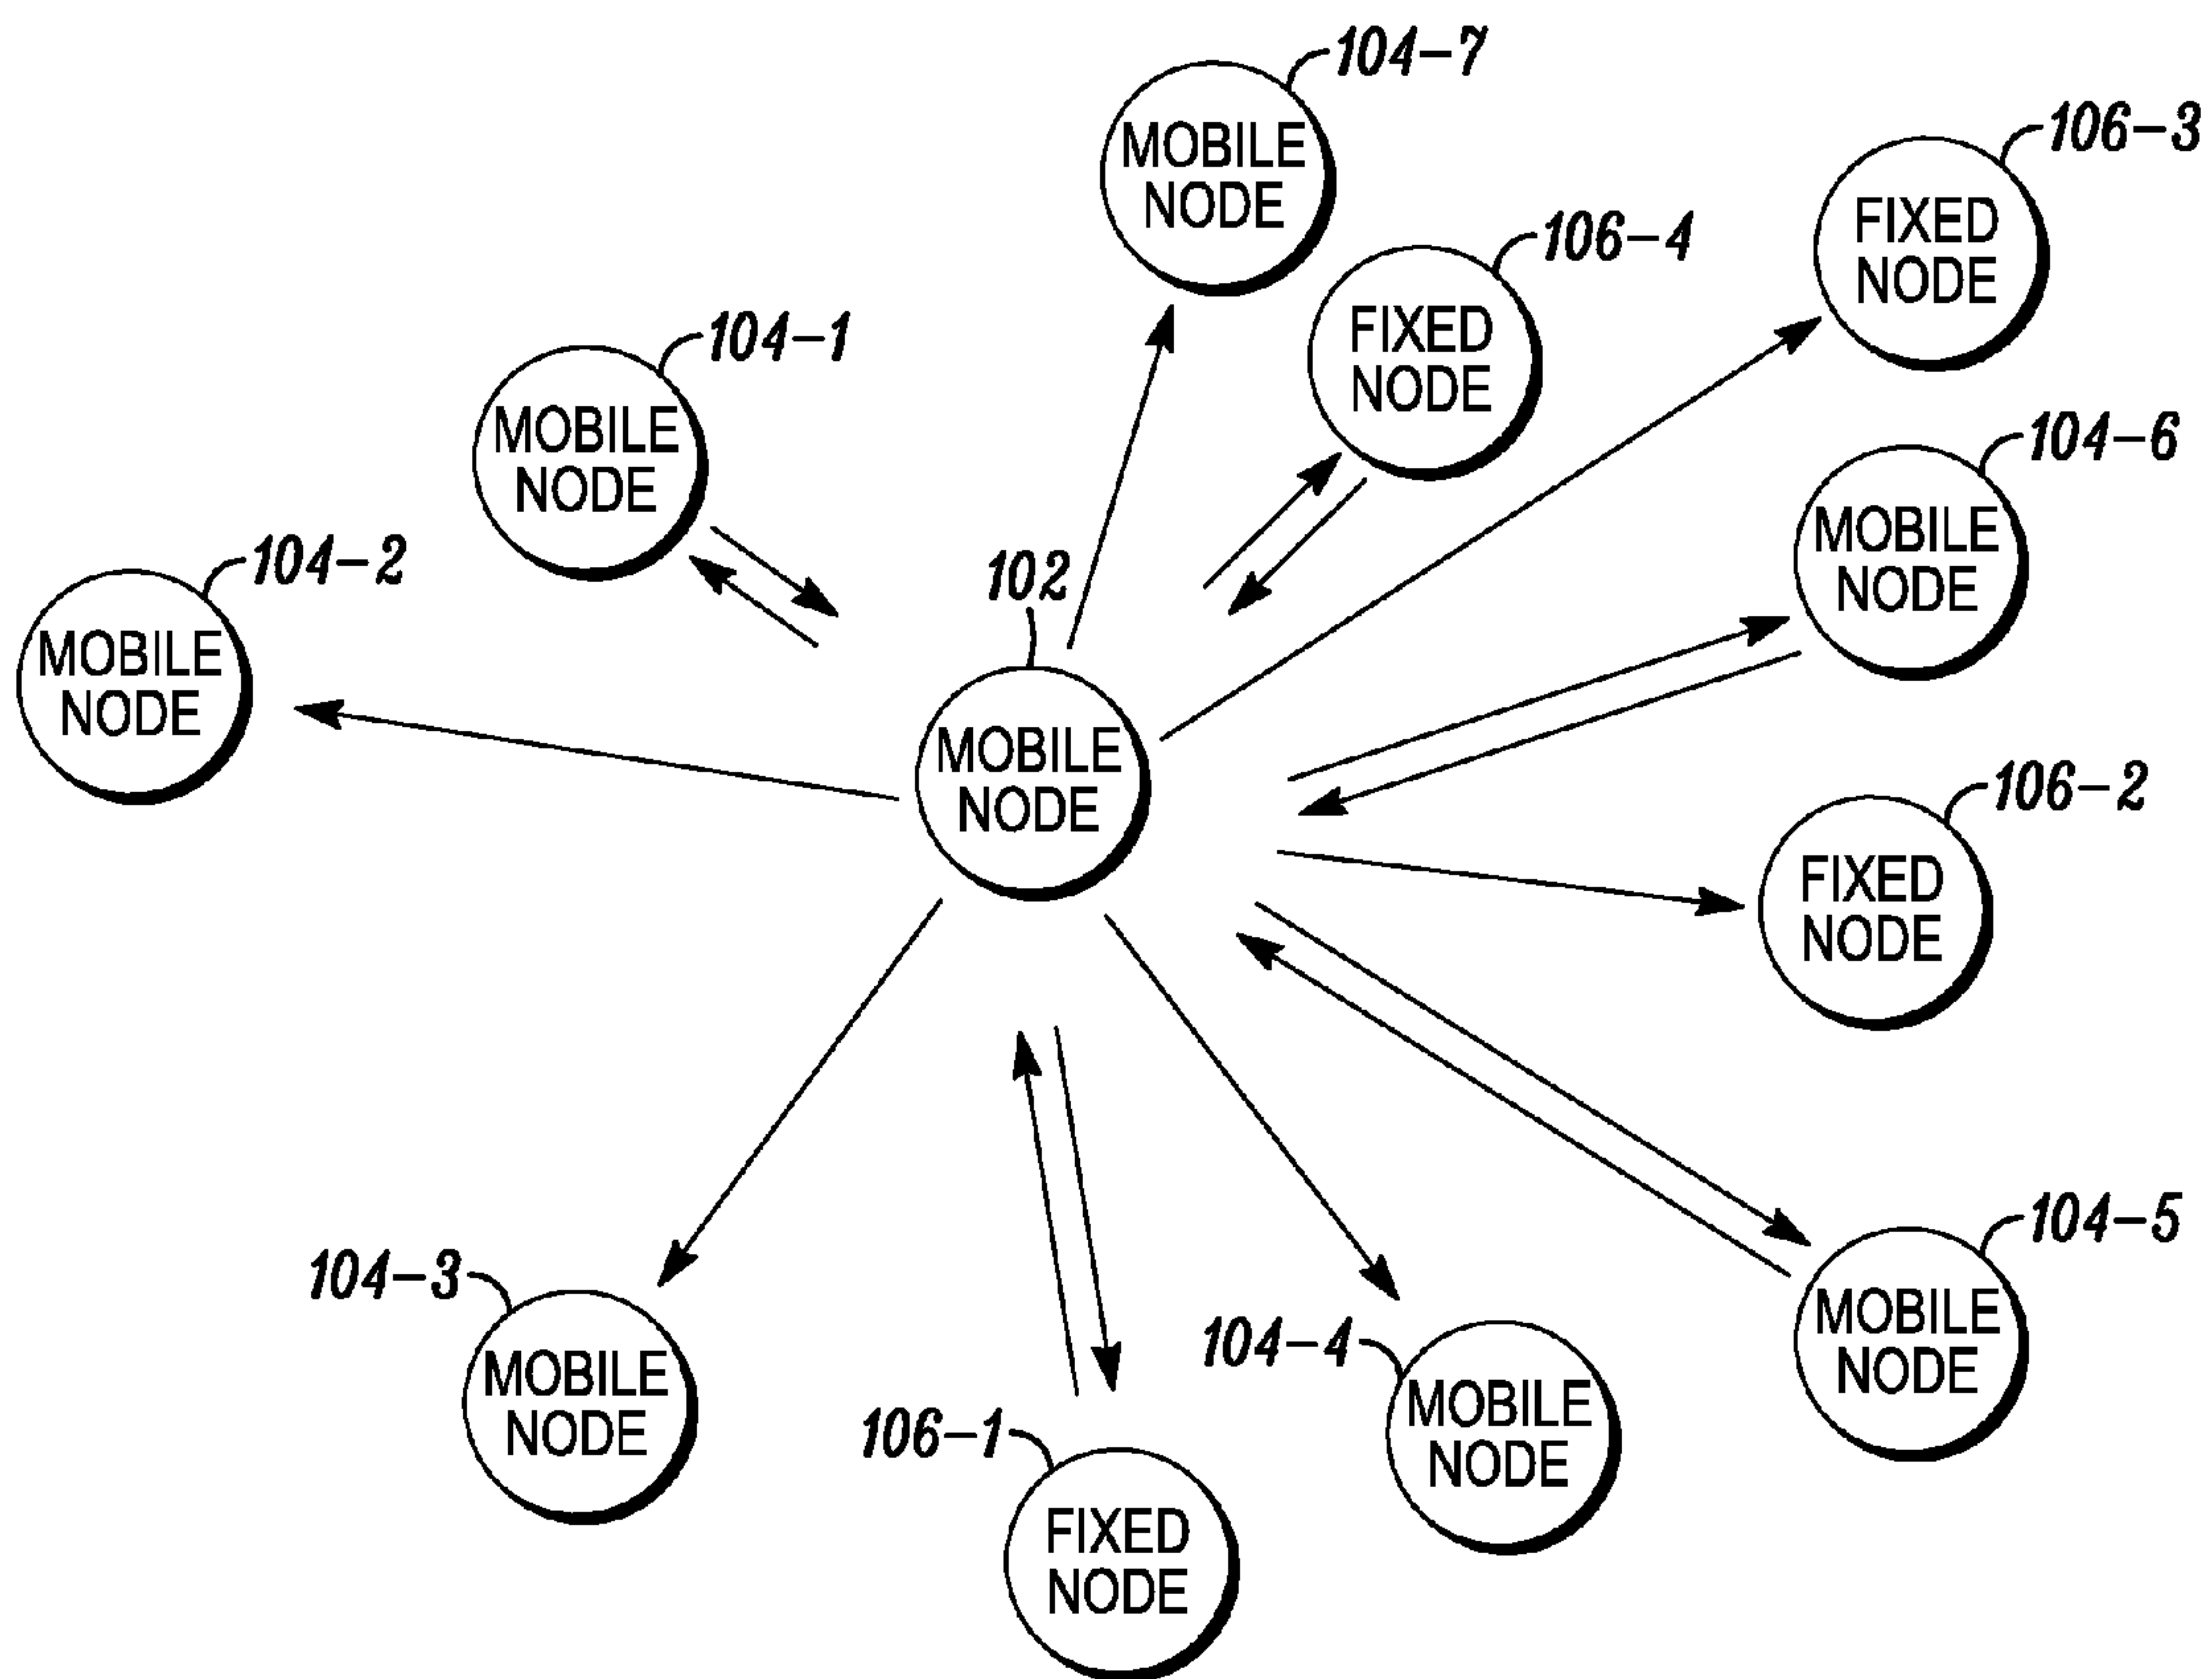 104-7
MOBILE
NODE
106-3
FIXED
NODE
106-4
FIXED
NODE
104-1
MOBILE
NODE
104-6
MOBILE
NODE
104-2
MOBILE
NODE
102
MOBILE
NODE
106-2
FIXED
NODE
104-5
MOBILE
NODE
104-3
MOBILE
NODE
104-4
MOBILE
NODE
106-1
FIXED
NODE